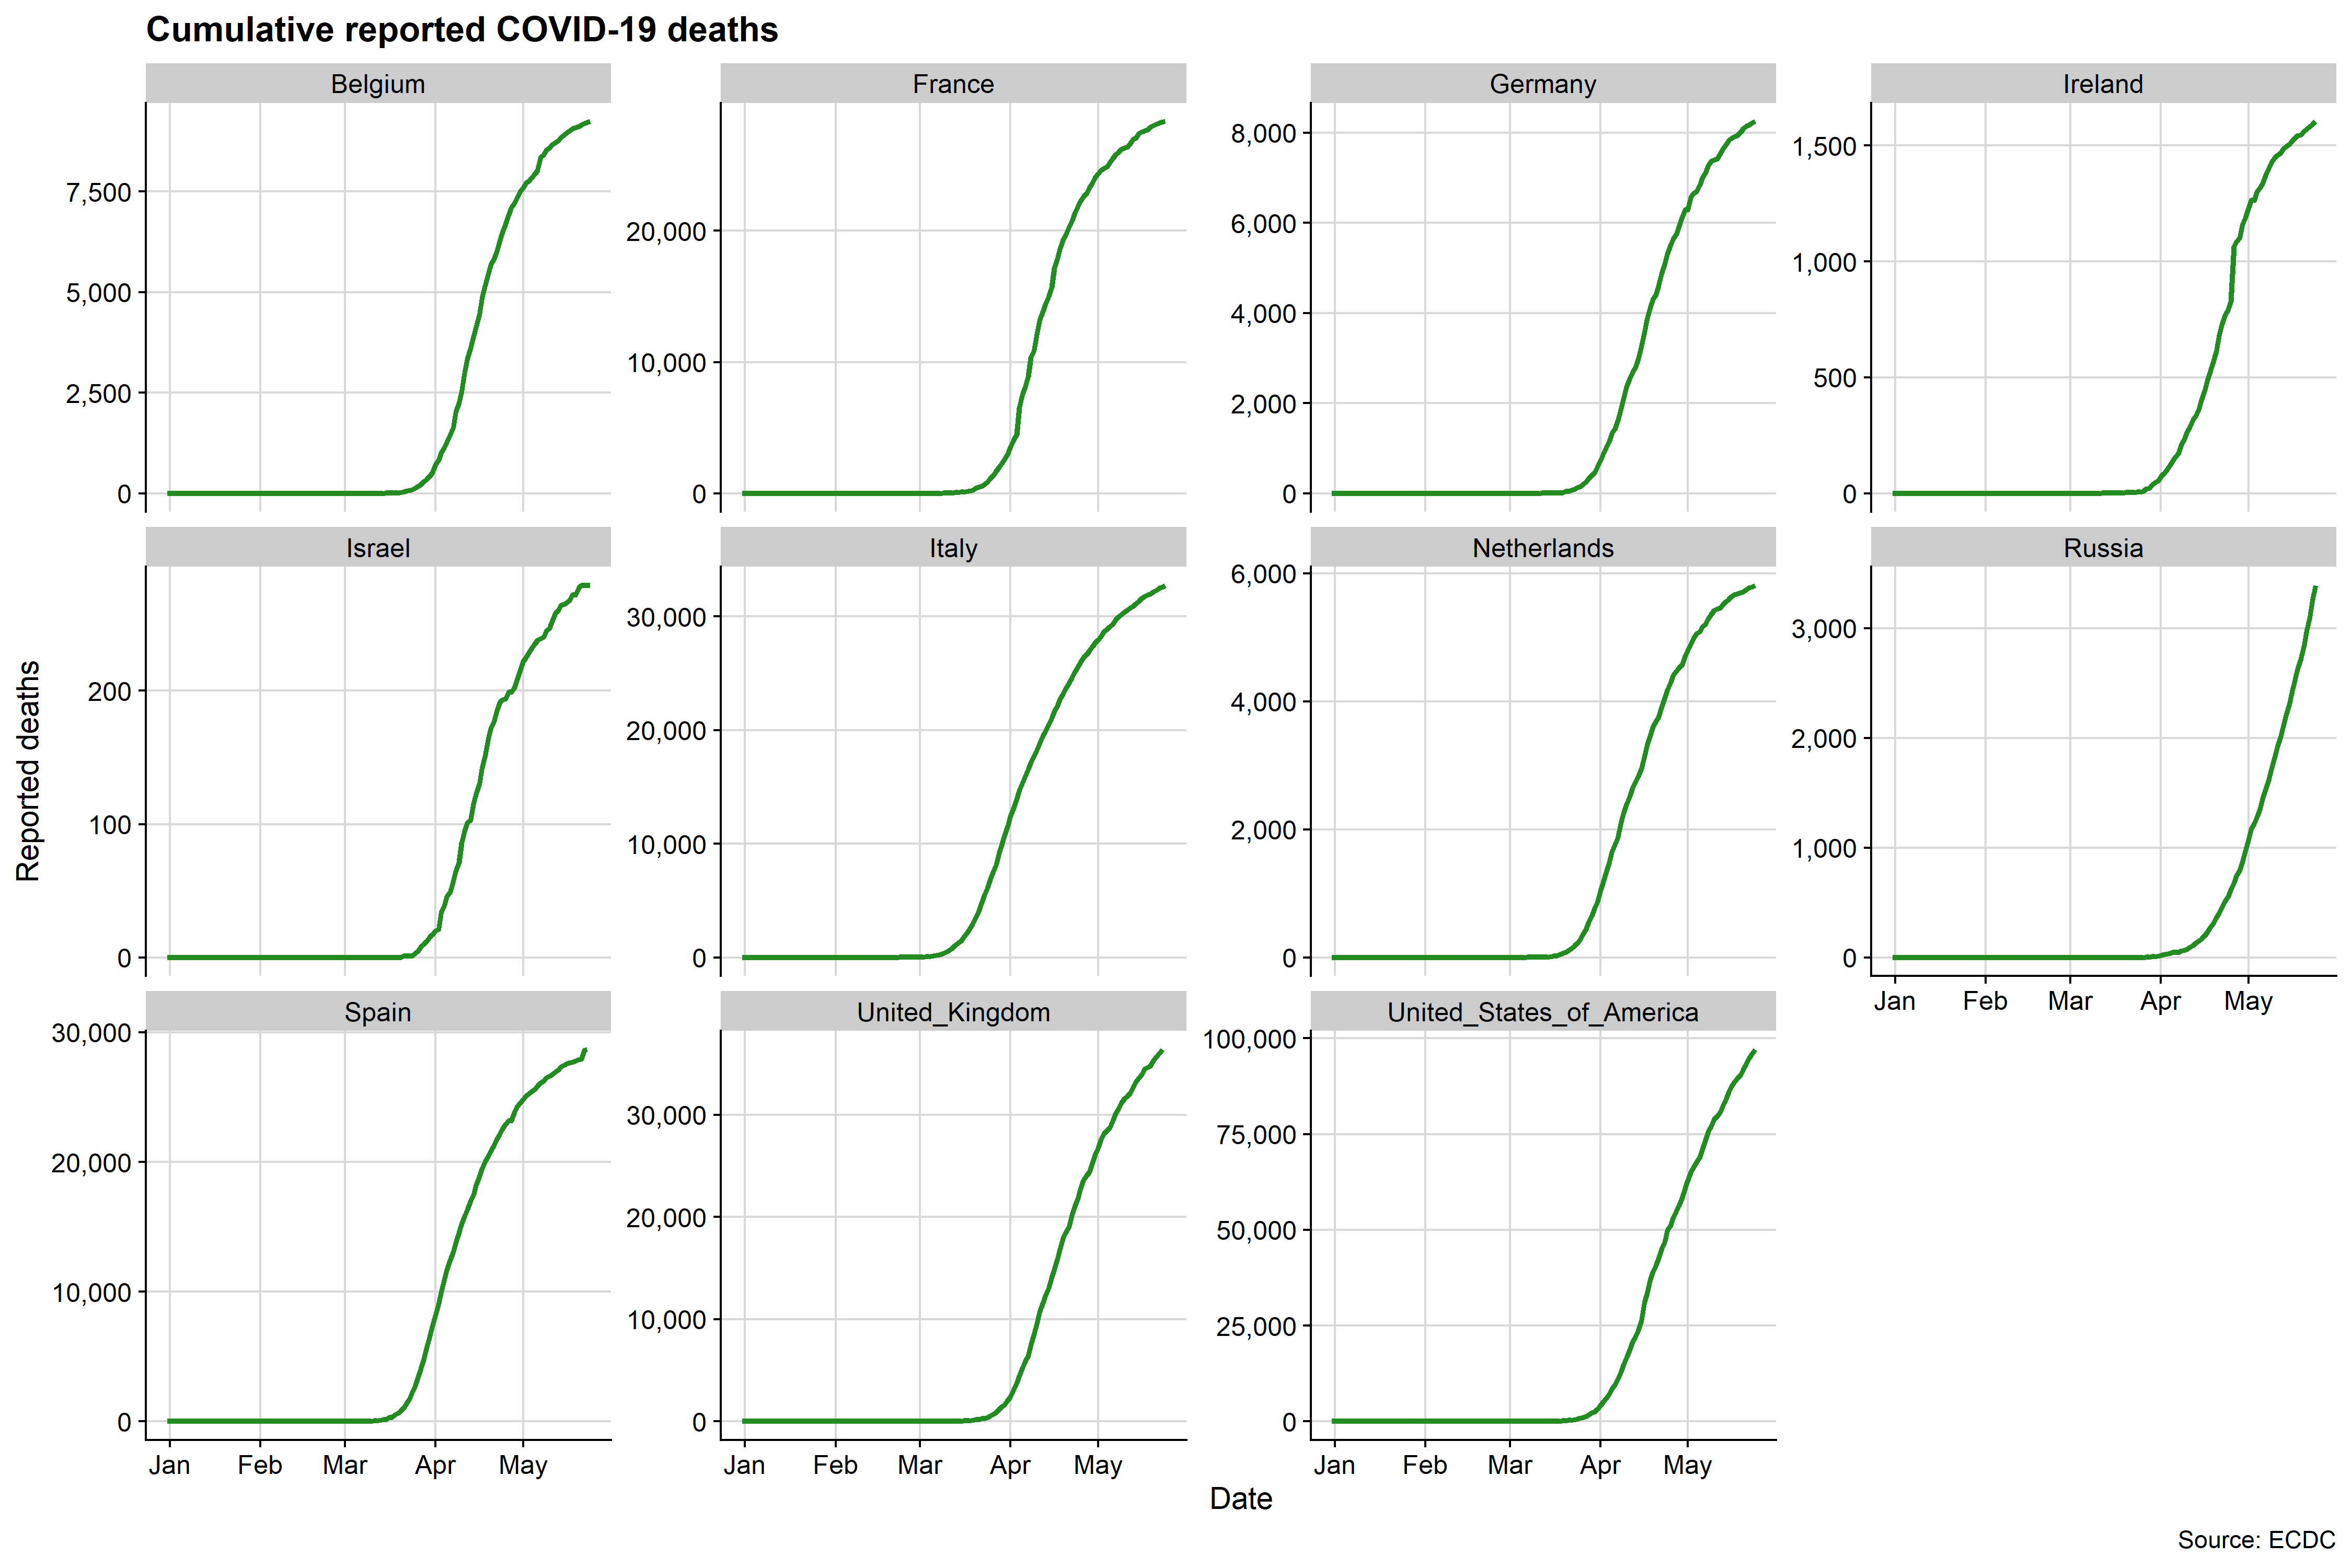 Cumulative reported COVID-19 deaths
Belgium
France
Germany
Ireland
7,500
5,000
2,500
0
20,000
10,000
0
8,000
6,000
4,000
2,000
0
1,500
1,000
500
0
Israel
Italy
Netherlands
Russia
200
100
0
30,000
20,000
10,000
0
6,000
4,000
2,000
0
3,000
2,000
1,000
0
Jan Feb Mar Apr May
Reported deaths
Spain
United_Kingdom
United_States_of_America
30,000
20,000
10,000
0
30,000
20,000
10,000
0
100,000
75,000
50,000
25,000
0
Jan Feb Mar Apr May
Jan Feb Mar Apr May
Jan Feb Mar Apr May
Date
Source: ECDC